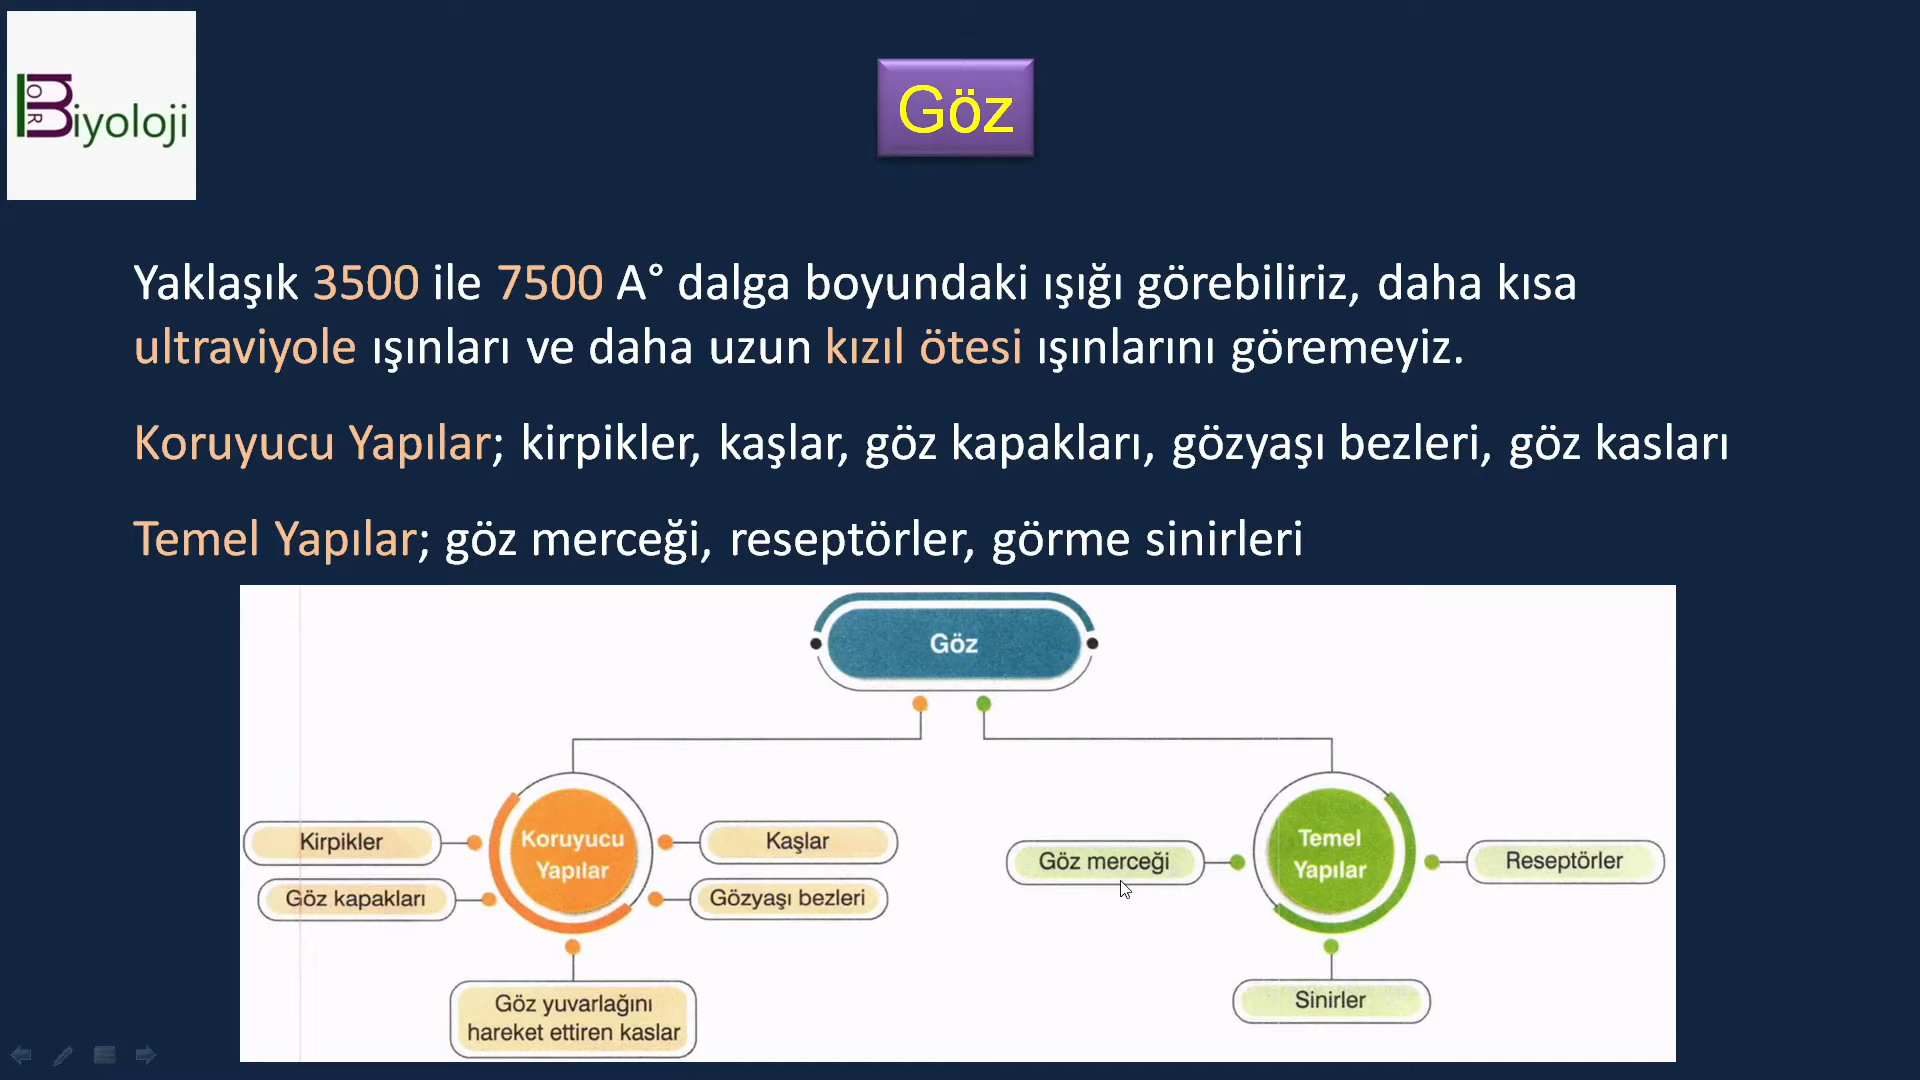 BOR
Biyoloji
Göz
Yaklaşık 3500 ile 7500 A° dalga boyundaki ışığı görebiliriz, daha kısa
ultraviyole ışınları ve daha uzun kızıl ötesi ışınlarını göremeyiz.
Koruyucu Yapılar; kirpikler, kaşlar, göz kapakları, gözyaşı bezleri, göz kasları
Temel Yapılar; göz merceği, reseptörler, görme sinirleri
Göz
Kirpikler
Göz kapakları
Koruyucu
Yapılar
Kaşlar
Gözyaşı bezleri
Göz yuvarlağını
hareket ettiren kaslar
Göz merceği
Temel
Yapılar
Reseptörler
Sinirler